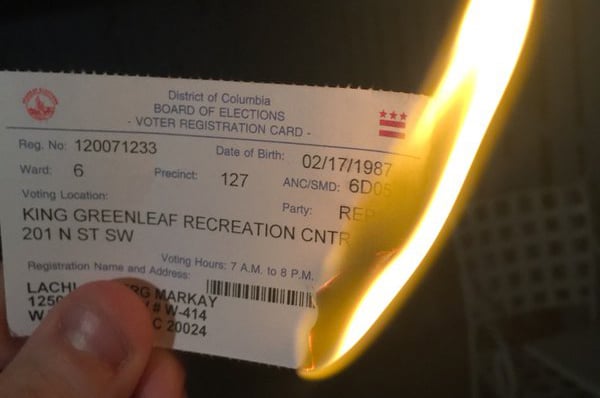 District of Columbia
BOARD OF ELECTIONS
- VOTER REGISTRATION CARD -
Reg. No: 120071233
Date of Birth: 02/17/1987
Ward: 6
Precinct: 127
ANC/SMD: 6D05
Voting Location:
Party: REP
KING GREENLEAF RECREATION CNTR
201 N ST SW
Voting Hours: 7 A.M. to 8 P.M.
Registration Name and Address:
MARKAY
# W-414
20024